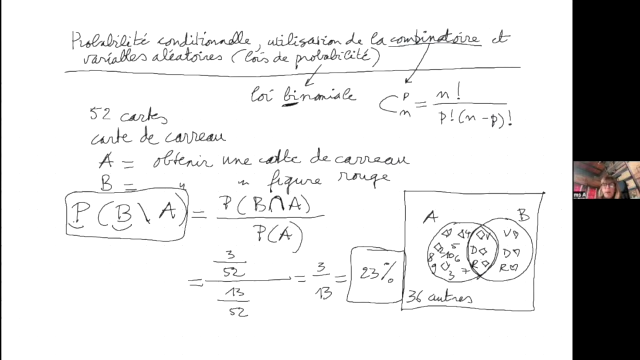 Probabilité conditionnelle, utilisation de la combinatoire et
variables aléatoires (lois de probabilité)
loi binomiale
C_n^p = n! / p!(n-p)!
52 cartes
carte de carreau
A = obtenir une carte de carreau
B = " " figure rouge
P(B\A) = P(B∩A) / P(A)
= 3/52 / 13/52 = 3/13 = 23%
A B
V◇ V♡
D◇ D♡
R◇ R♡
36 autres